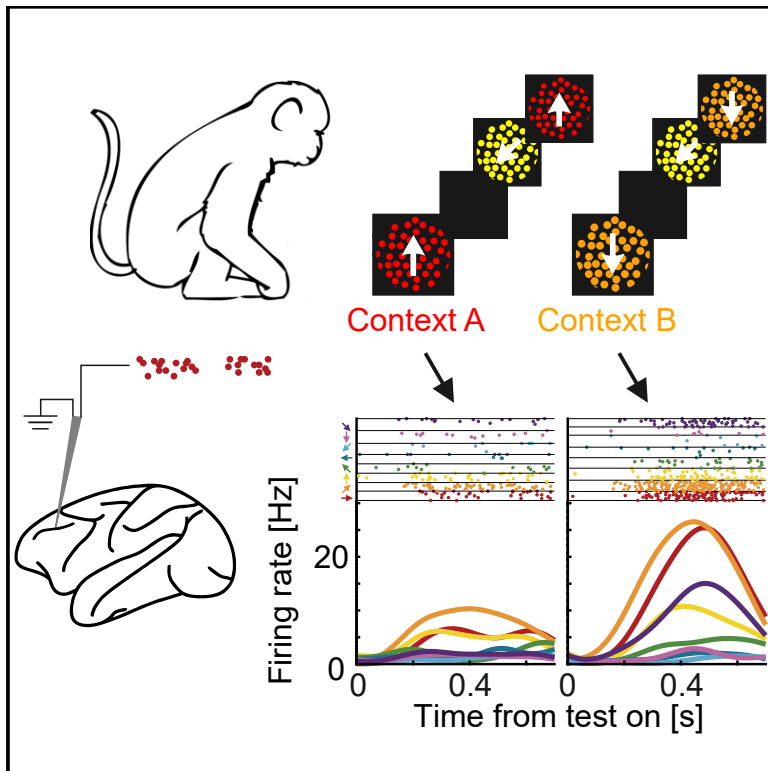 Context A
Context B
Firing rate [Hz]
20
0
0
0.4
0
0.4
Time from test on [s]